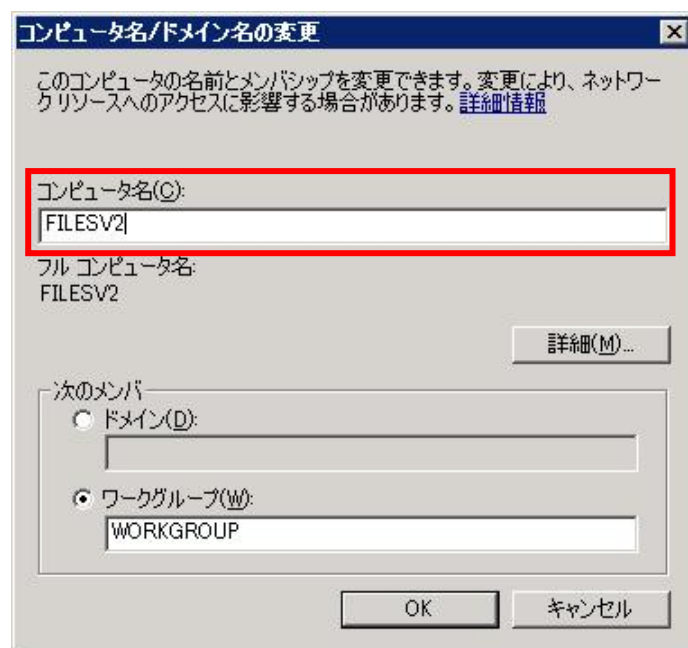 コンピュータ名/ドメイン名の変更
このコンピュータの名前とメンバシップを変更できます。変更により、ネットワー
ク リソースへのアクセスに影響する場合があります。詳細情報
コンピュータ名(C):
FILESV2
フル コンピュータ名:
FILESV2
詳細(M)...
次のメンバ
ドメイン(D):
ワークグループ(W):
WORKGROUP
OK キャンセル